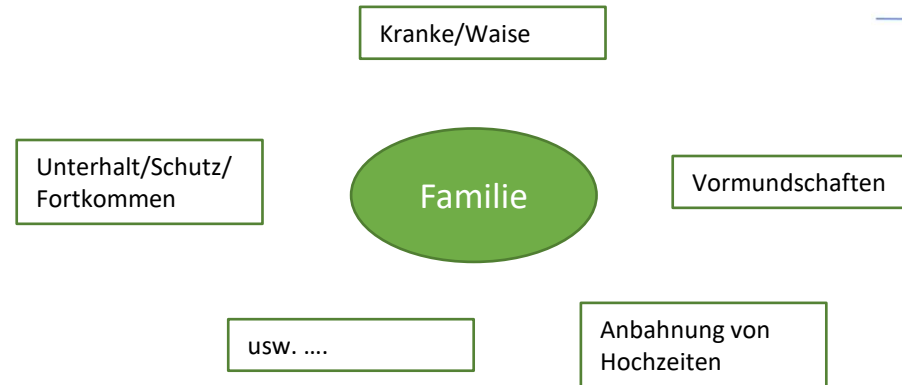 Kranke/Waise
Unterhalt/Schutz/
Fortkommen
Familie
Vormundschaften
usw. ....
Anbahnung von
Hochzeiten